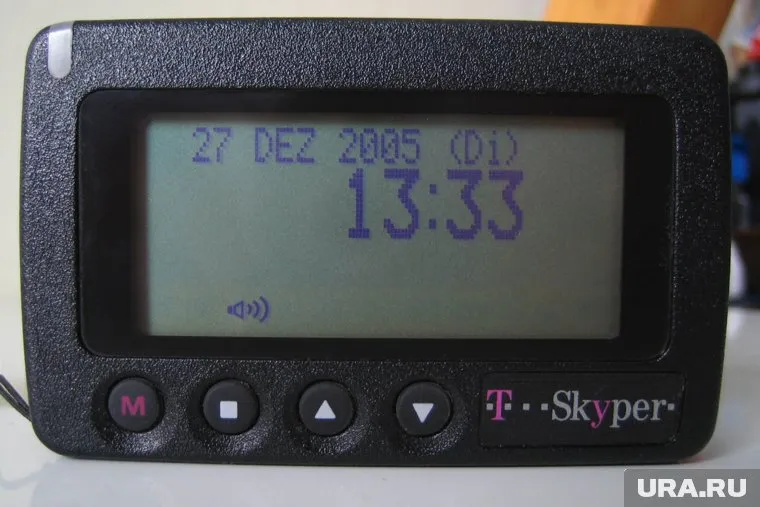 27 DEZ 2005 (Di)
13:33
M
T···Skyper·
URA.RU